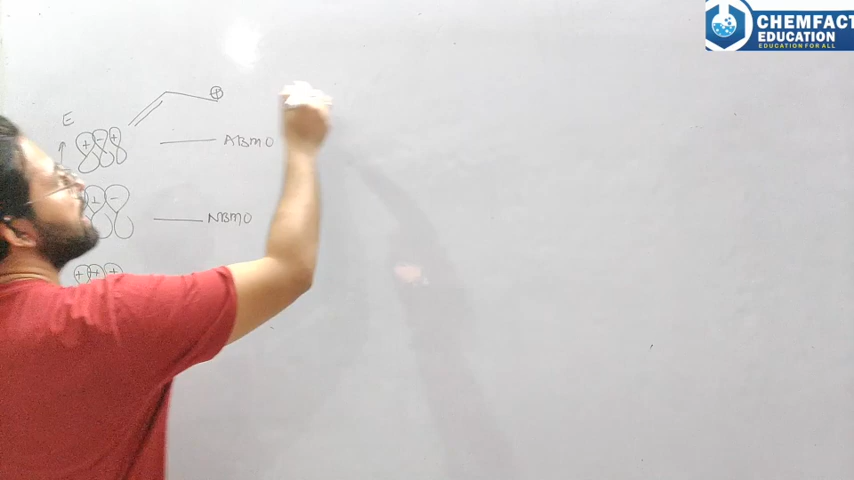 CHEMFACT
EDUCATION
EDUCATION FOR ALL
⊕
E
+ - +
ABMO
+ -
NBMO
+ + +